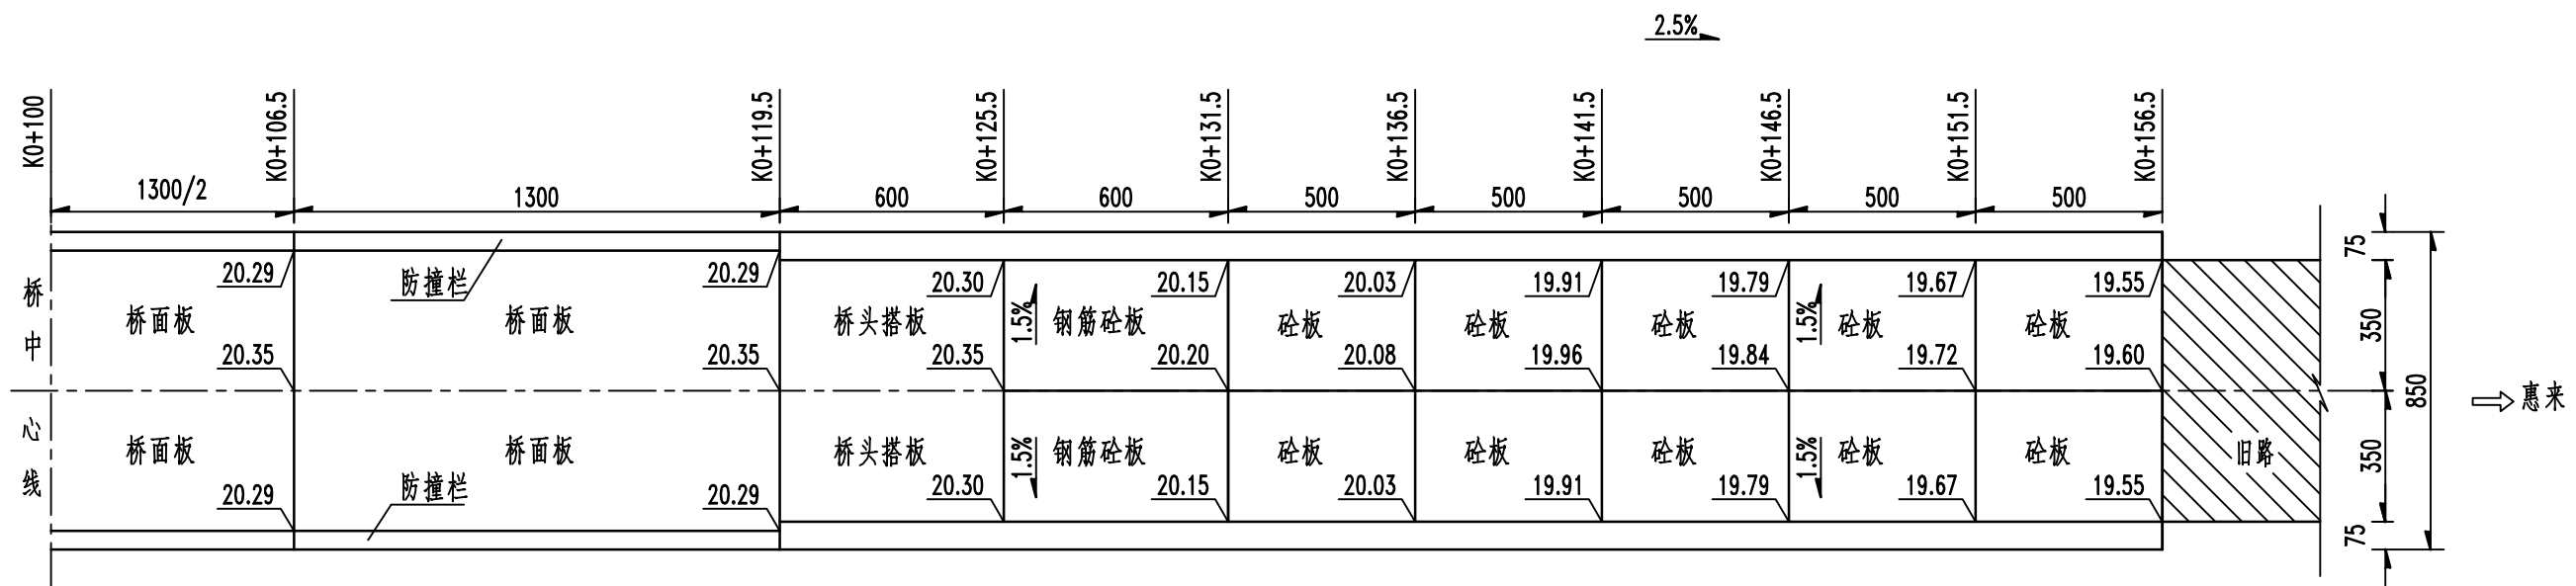 2.5%
K0+100
K0+106.5
K0+119.5
K0+125.5
K0+131.5
K0+136.5
K0+141.5
K0+146.5
K0+151.5
K0+156.5
1300/2
1300
600
600
500
500
500
500
500
75
350
850
350
75
桥中心线
20.29
防撞栏
20.29
20.30
20.15
20.03
19.91
19.79
19.67
19.55
桥面板
桥面板
桥头搭板
1.5%
钢筋砼板
砼板
砼板
砼板
1.5%
砼板
砼板
20.35
20.35
20.35
20.20
20.08
19.96
19.84
19.72
19.60
惠来
桥面板
桥面板
桥头搭板
1.5%
钢筋砼板
砼板
砼板
砼板
1.5%
砼板
砼板
旧路
20.29
防撞栏
20.29
20.30
20.15
20.03
19.91
19.79
19.67
19.55